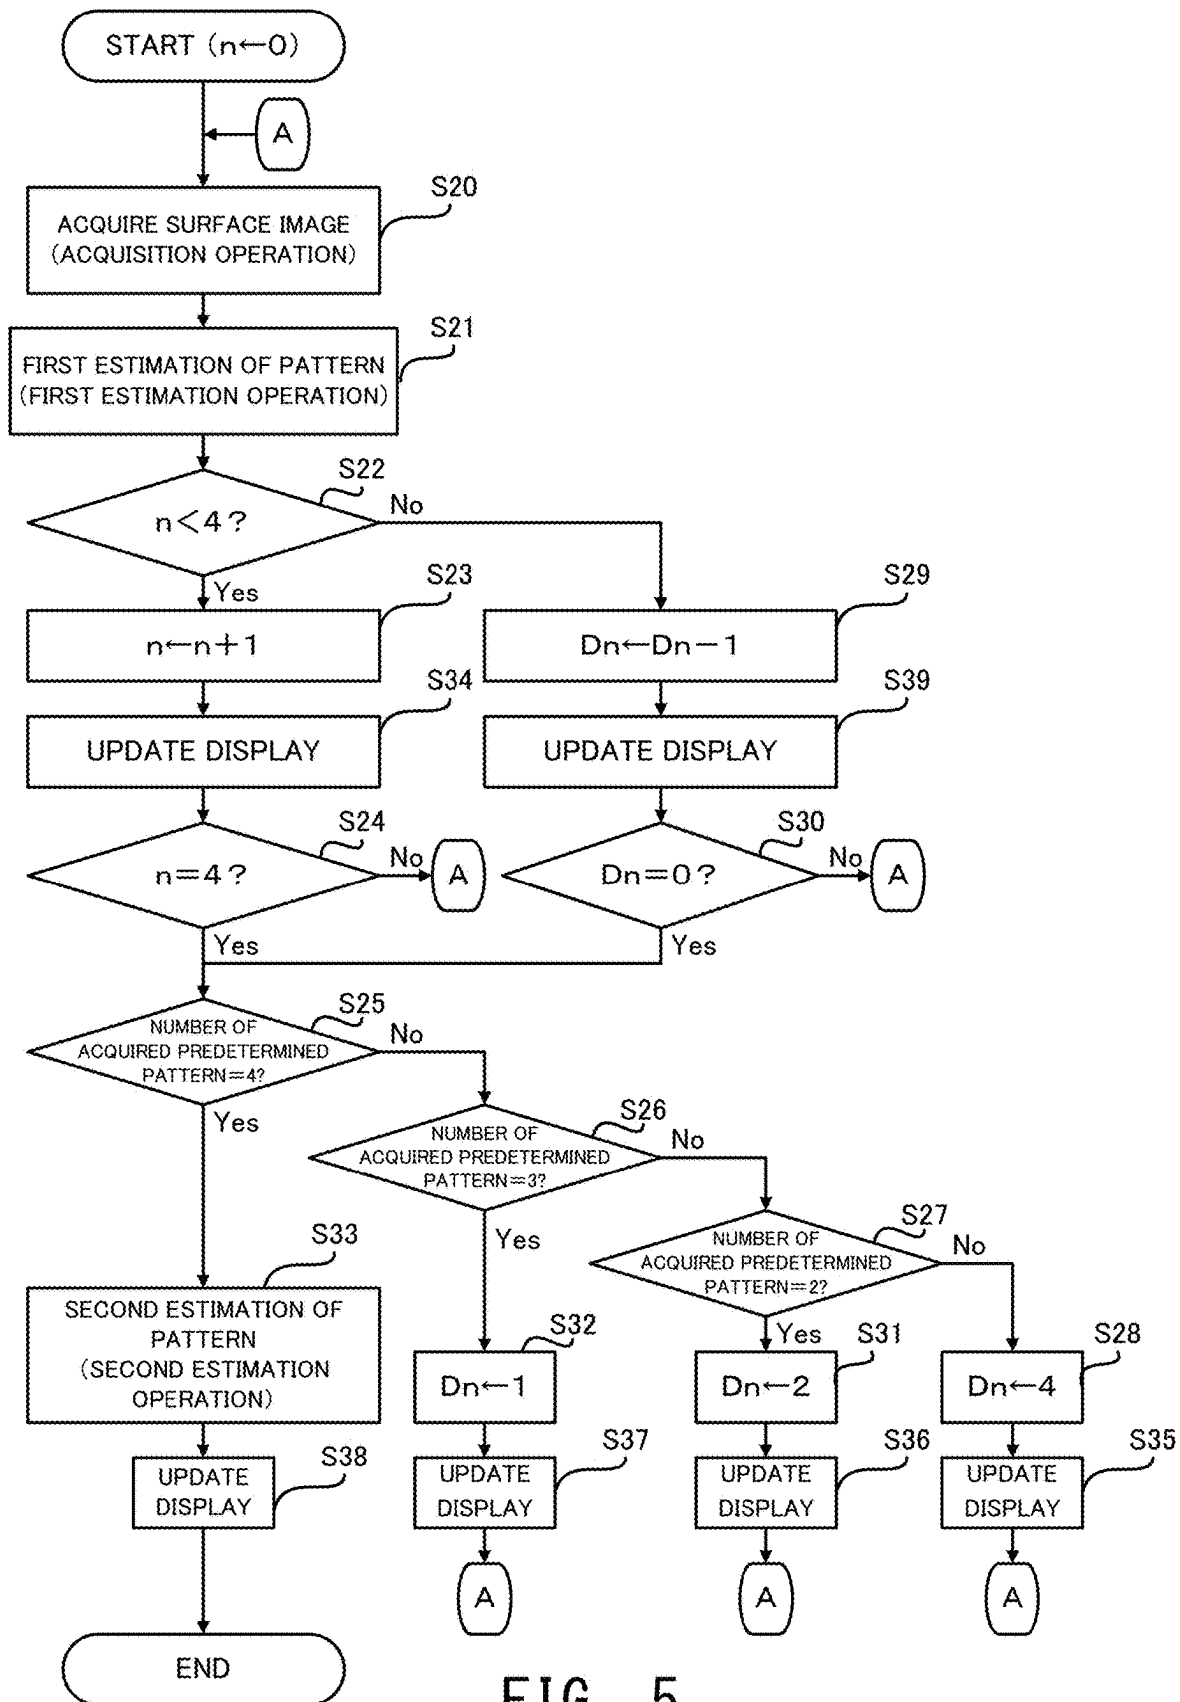 START (n←0)
A
S20
ACQUIRE SURFACE IMAGE
(ACQUISITION OPERATION)
S21
FIRST ESTIMATION OF PATTERN
(FIRST ESTIMATION OPERATION)
S22
n<4?
No
Yes
S23
n←n+1
S29
Dn←Dn-1
S34
UPDATE DISPLAY
S39
UPDATE DISPLAY
S24
n=4?
No
A
Yes
S30
Dn=0?
No
A
Yes
S25
NUMBER OF
ACQUIRED PREDETERMINED
PATTERN=4?
No
Yes
S26
NUMBER OF
ACQUIRED PREDETERMINED
PATTERN=3?
No
Yes
S27
NUMBER OF
ACQUIRED PREDETERMINED
PATTERN=2?
No
Yes
S33
SECOND ESTIMATION OF
PATTERN
(SECOND ESTIMATION
OPERATION)
S32
Dn←1
S31
Dn←2
S28
Dn←4
S38
UPDATE
DISPLAY
S37
UPDATE
DISPLAY
S36
UPDATE
DISPLAY
S35
UPDATE
DISPLAY
A
A
A
END
FIG. 5